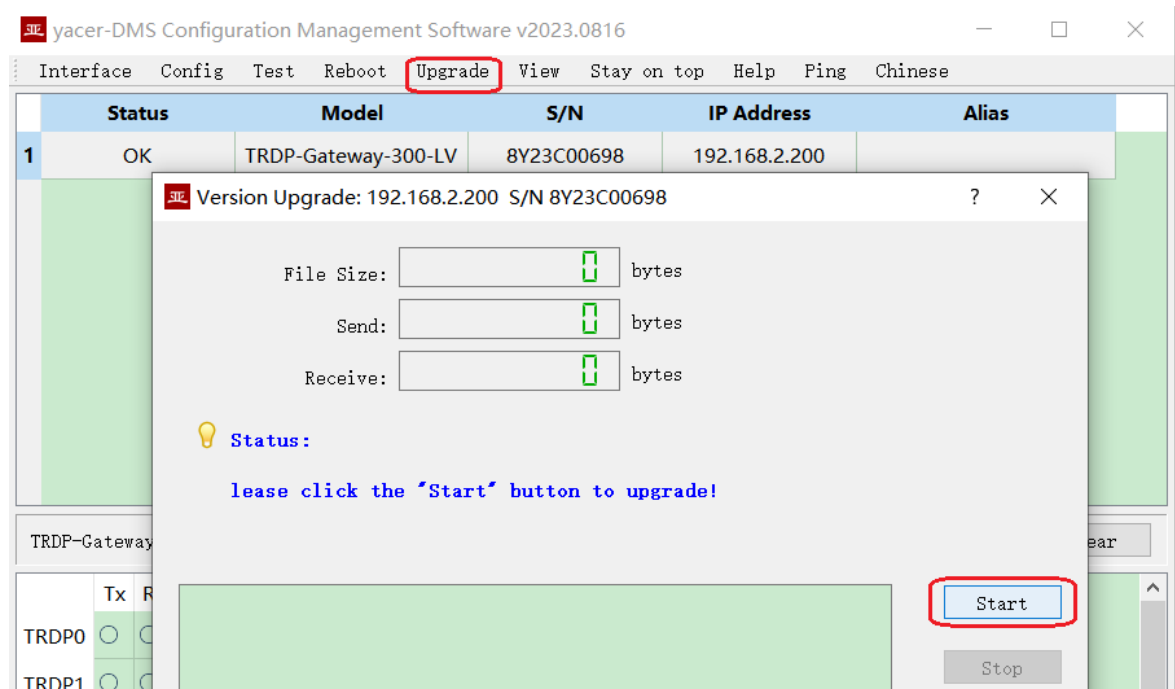 亚 yacer-DMS Configuration Management Software v2023.0816
Interface Config Test Reboot Upgrade View Stay on top Help Ping Chinese
Status Model S/N IP Address Alias
1 OK TRDP-Gateway-300-LV 8Y23C00698 192.168.2.200
亚 Version Upgrade: 192.168.2.200 S/N 8Y23C00698 ?
File Size: 0 bytes
Send: 0 bytes
Receive: 0 bytes
Status:
lease click the "Start" button to upgrade!
TRDP-Gateway ear
Tx R
Start
TRDP0
Stop
TRDP1